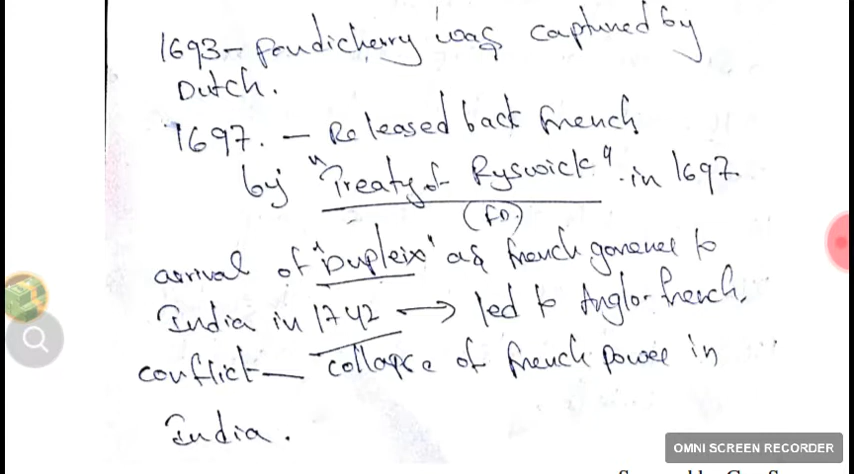 1693 - Pondicherry was captured by
Dutch.
1697. - Released back French
by "Treaty of Ryswick" in 1697.
arrival of "Dupleix" as French governer to
India in 1742 → led to Anglo-French
conflict - collapse of French power in
India.
OMNI SCREEN RECORDER